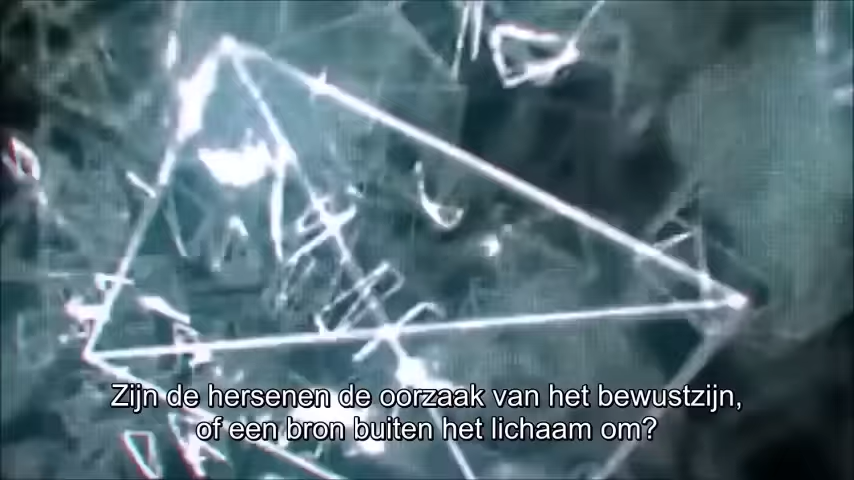 Zijn de hersenen de oorzaak van het bewustzijn,
of een bron buiten het lichaam om?